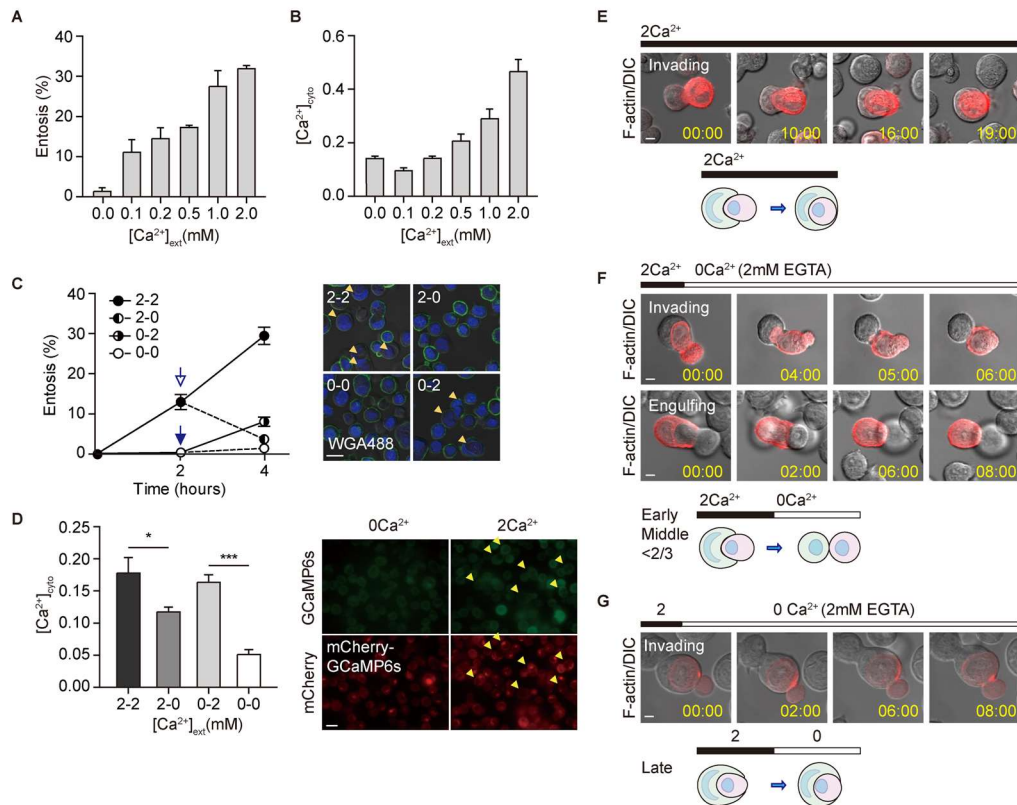 A
Entosis (%)
40
30
20
10
0
0.0 0.1 0.2 0.5 1.0 2.0
[Ca²⁺]ext(mM)
B
[Ca²⁺]cyto
0.6
0.4
0.2
0.0
0.0 0.1 0.2 0.5 1.0 2.0
[Ca²⁺]ext(mM)
C
2-2
2-0
0-2
0-0
Entosis (%)
40
30
20
10
0
2 4
Time (hours)
2-2 2-0
0-0 0-2
WGA488
D
[Ca²⁺]cyto
0.25
0.20
0.15
0.10
0.05
0.00
* ***
2-2 2-0 0-2 0-0
[Ca²⁺]ext(mM)
0Ca²⁺ 2Ca²⁺
GCaMP6s
mCherry
mCherry-
GCaMP6s
E
2Ca²⁺
F-actin/DIC
Invading
00:00 10:00 16:00 19:00
2Ca²⁺
F
2Ca²⁺ 0Ca²⁺ (2mM EGTA)
F-actin/DIC
Invading
00:00 04:00 05:00 06:00
F-actin/DIC
Engulfing
00:00 02:00 06:00 08:00
2Ca²⁺ 0Ca²⁺
Early
Middle
<2/3
G
2 0 Ca²⁺ (2mM EGTA)
F-actin/DIC
Invading
00:00 02:00 06:00 08:00
2 0
Late